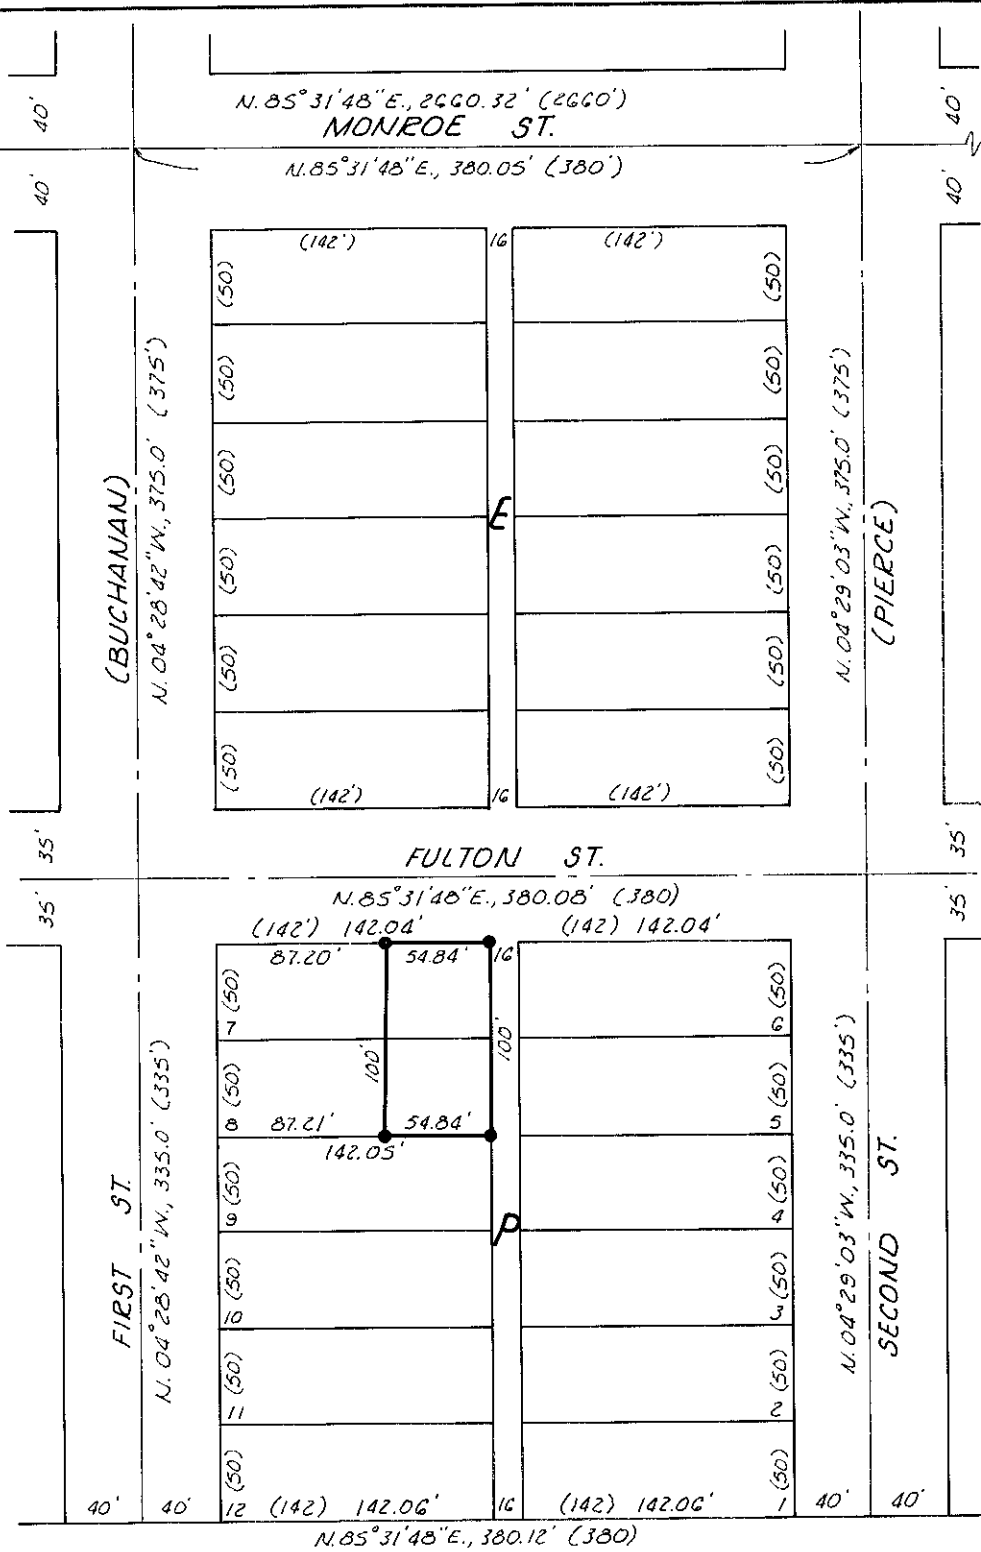 40'
40'
N.85°31'48"E., 2660.32' (2660')
MONROE ST.
N.85°31'48"E., 380.05' (380')
40'
40'
(142') 16 (142')
(50) (50)
(50) (50)
(50) (50)
(50) (50)
(50) (50)
(50) (50)
(142') 16 (142')
E
(BUCHANAN)
N.04°28'42"W., 375.0' (375')
N.04°29'03"W., 375.0' (375')
(PIERCE)
35'
35'
FULTON ST.
N.85°31'48"E., 380.08' (380)
35'
35'
(142') 142.04' (142) 142.04'
87.20' 54.84' 16
(50) (50)
7 6
100' 100'
(50) (50)
8 87.21' 54.84' 5
142.05'
(50) (50)
9 P 4
(50) (50)
10 3
(50) (50)
11 2
(50) (50)
FIRST ST.
N.04°28'42"W., 335.0' (335')
N.04°29'03"W., 335.0' (335')
SECOND ST.
40' 40' 12 (142) 142.06' 16 (142) 142.06' 1 40' 40'
N.85°31'48"E., 380.12' (380)